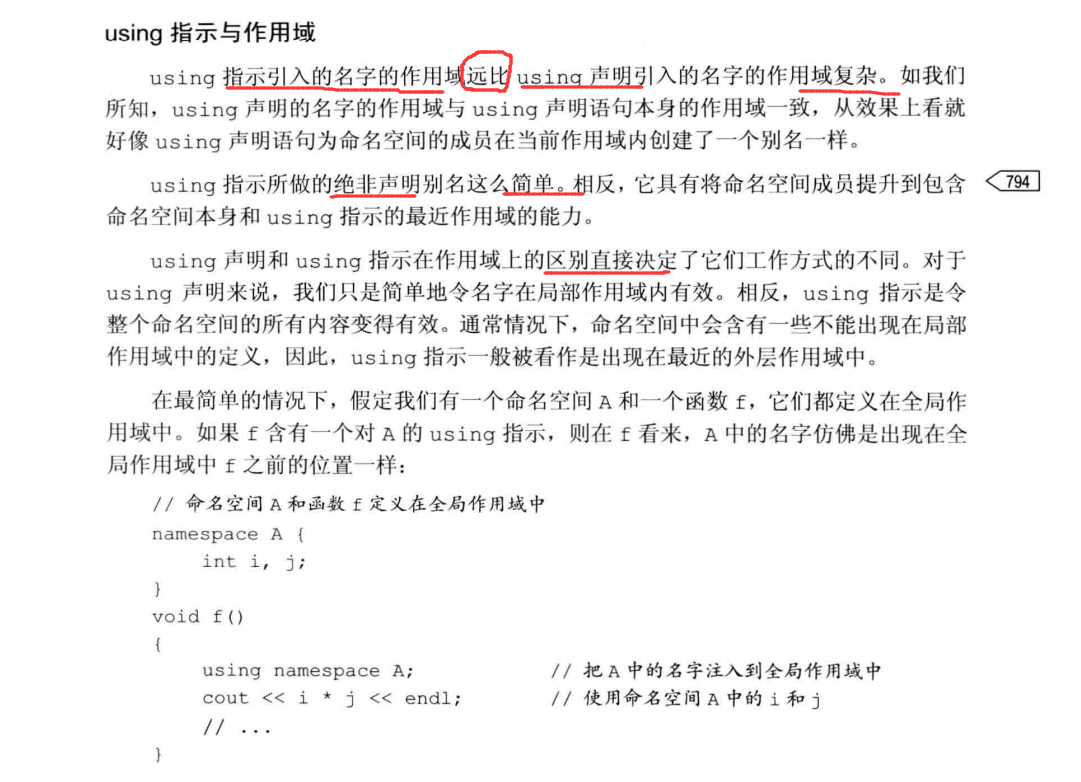 using 指示与作用域
using 指示引入的名字的作用域远比 using 声明引入的名字的作用域复杂。如我们
所知，using 声明的名字的作用域与 using 声明语句本身的作用域一致，从效果上看就
好像 using 声明语句为命名空间的成员在当前作用域内创建了一个别名一样。
using 指示所做的绝非声明别名这么简单。相反，它具有将命名空间成员提升到包含
794
命名空间本身和 using 指示的最近作用域的能力。
using 声明和 using 指示在作用域上的区别直接决定了它们工作方式的不同。对于
using 声明来说，我们只是简单地令名字在局部作用域内有效。相反，using 指示是令
整个命名空间的所有内容变得有效。通常情况下，命名空间中会含有一些不能出现在局部
作用域中的定义，因此，using 指示一般被看作是出现在最近的外层作用域中。
在最简单的情况下，假定我们有一个命名空间 A 和一个函数 f，它们都定义在全局作
用域中。如果 f 含有一个对 A 的 using 指示，则在 f 看来，A 中的名字仿佛是出现在全
局作用域中 f 之前的位置一样：
// 命名空间 A 和函数 f 定义在全局作用域中
namespace A {
int i, j;
}
void f()
{
using namespace A; // 把 A 中的名字注入到全局作用域中
cout << i * j << endl; // 使用命名空间 A 中的 i 和 j
// ...
}